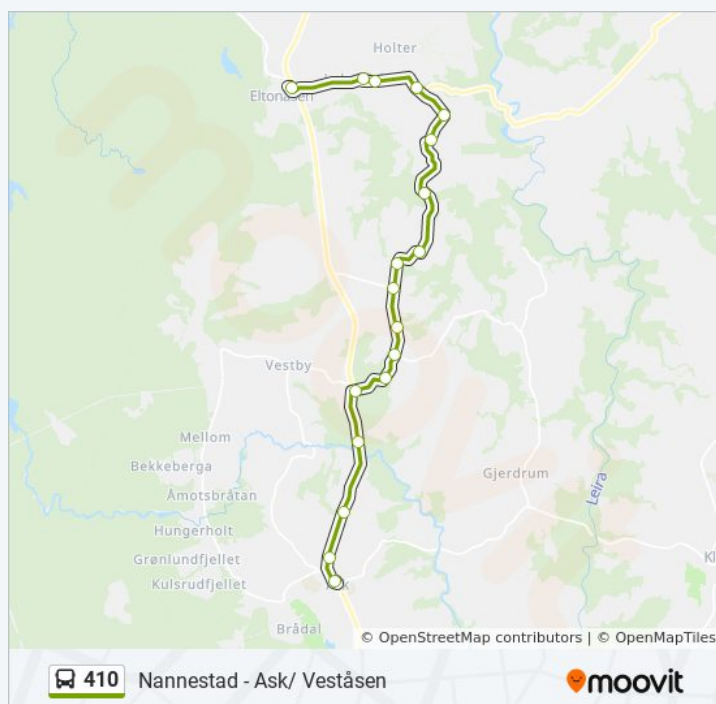 Holter
Eltonåsen
Vestby
Mellom
Bekkeberga
Åmotsbråtan
Gjerdrum
Leira
Hungerholt
Grønlundfjellet
Kulsrudfjellet
Brådal
© OpenStreetMap contributors | © OpenMapTiles
410 Nannestad - Ask/ Veståsen
moovit